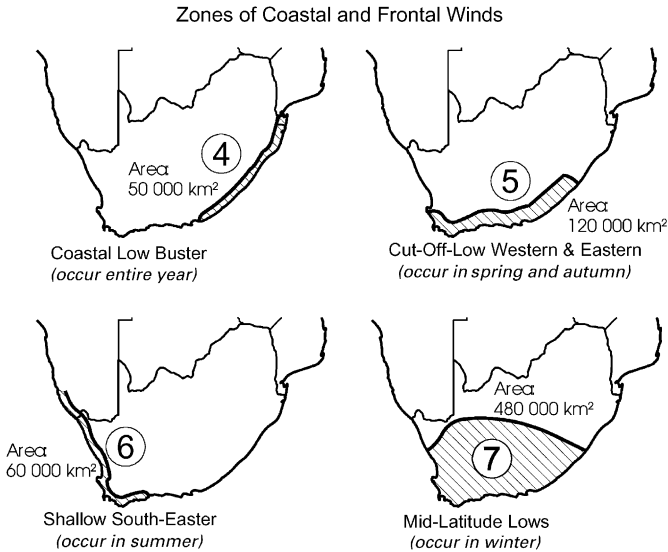 Zones of Coastal and Frontal Winds
4
Area:
50 000 km²
Coastal Low Buster
(occur entire year)
5
Area:
120 000 km²
Cut-Off-Low Western & Eastern
(occur in spring and autumn)
6
Area:
60 000 km²
Shallow South-Easter
(occur in summer)
Area:
480 000 km²
7
Mid-Latitude Lows
(occur in winter)